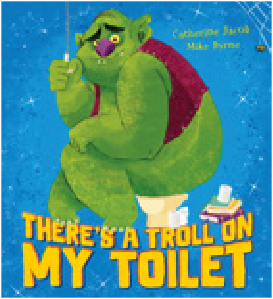 Catherine Jacob
Mike Byrne
THERE'S A TROLL ON
MY TOILET